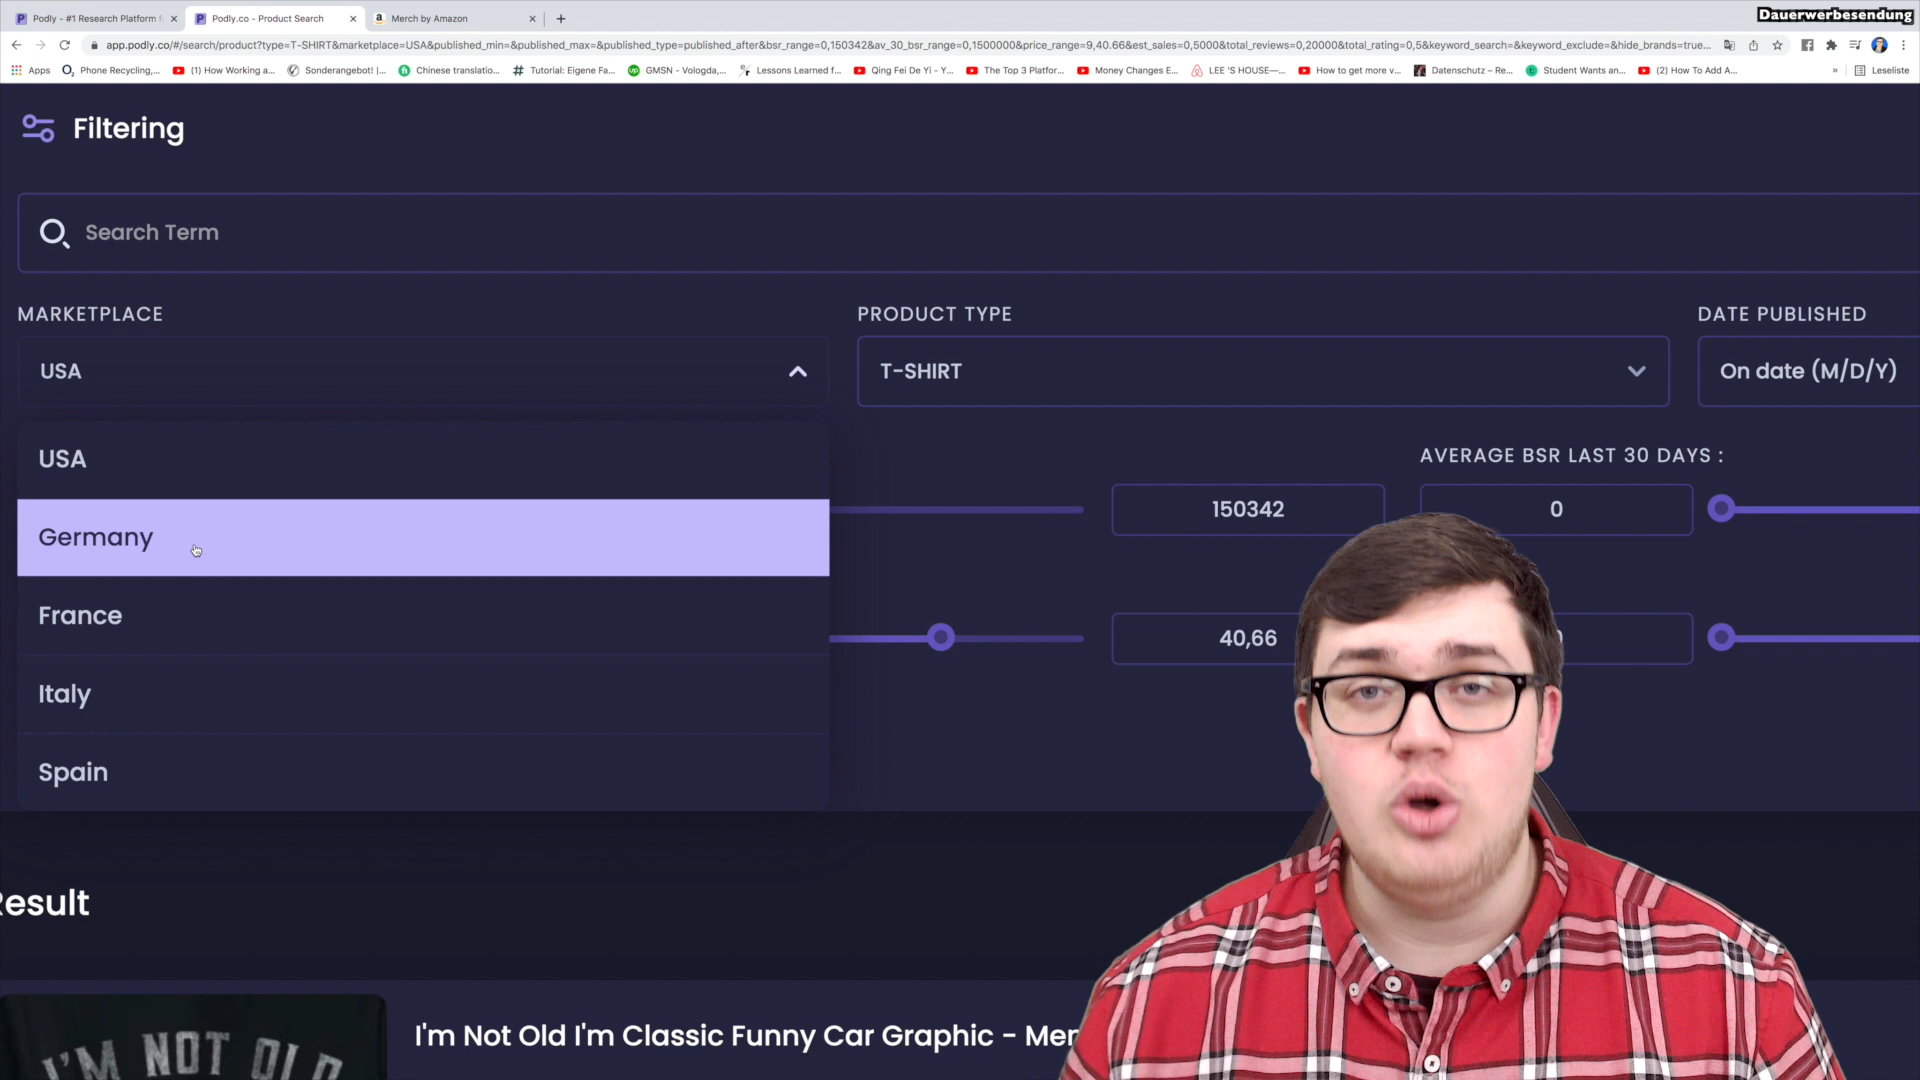 Podly - #1 Research Platform f
Podly.co - Product Search
Merch by Amazon
Dauerwerbesendung
app.podly.co/#/search/product?type=T-SHIRT&marketplace=USA&published_min=&published_max=&published_type=published_after&bsr_range=0,150342&av_30_bsr_range=0,1500000&price_range=9,40.66&est_sales=0,5000&total_reviews=0,20000&total_rating=0,5&keyword_search=&keyword_exclude=&hide_brands=true...
Apps
Phone Recycling,...
(1) How Working a...
Sonderangebot! |...
Chinese translatio...
Tutorial: Eigene Fa...
GMSN - Vologda,...
Lessons Learned f...
Qing Fei De Yi - Y...
The Top 3 Platfor...
Money Changes E...
LEE 'S HOUSE—...
How to get more v...
Datenschutz – Re...
Student Wants an...
(2) How To Add A...
»
Leseliste
Filtering
Search Term
MARKETPLACE
PRODUCT TYPE
DATE PUBLISHED
USA
T-SHIRT
On date (M/D/Y)
USA
AVERAGE BSR LAST 30 DAYS :
150342
0
Germany
France
40,66
Italy
Spain
Result
I'm Not Old I'm Classic Funny Car Graphic - Mer
I'M NOT OLD